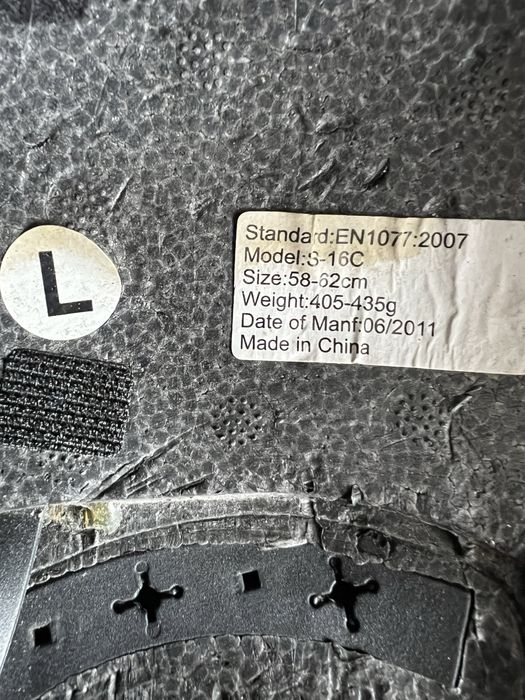 L
Standard:EN1077:2007
Model:S-16C
Size:58-62cm
Weight:405-435g
Date of Manf:06/2011
Made in China